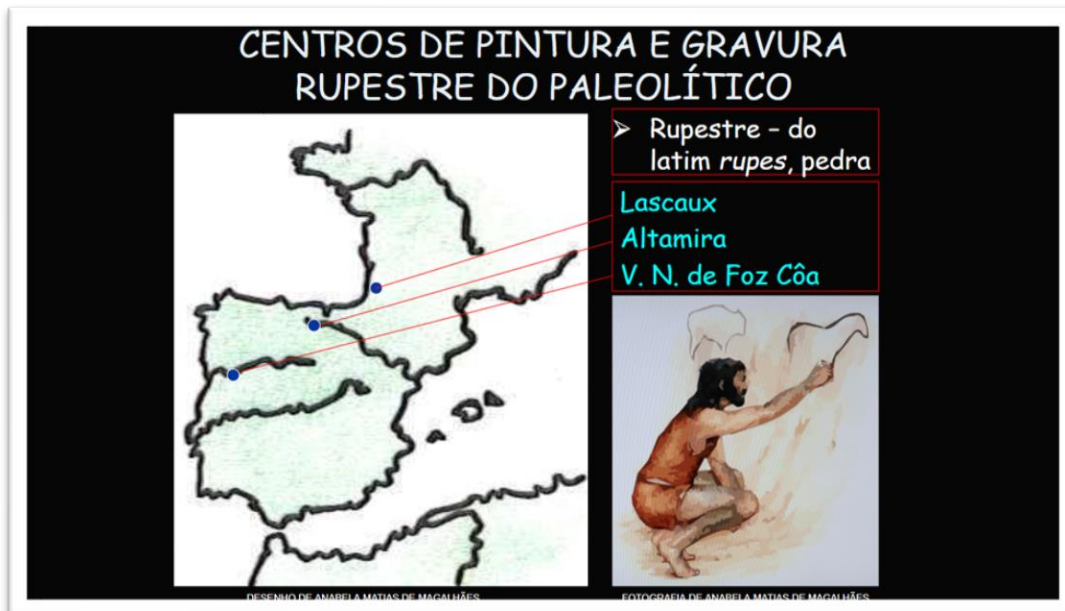 CENTROS DE PINTURA E GRAVURA
RUPESTRE DO PALEOLÍTICO
➢ Rupestre – do
latim rupes, pedra
Lascaux
Altamira
V. N. de Foz Côa
DESENHO DE ANABELA MATIAS DE MAGALHÃES
FOTOGRAFIA DE ANABELA MATIAS DE MAGALHÃES